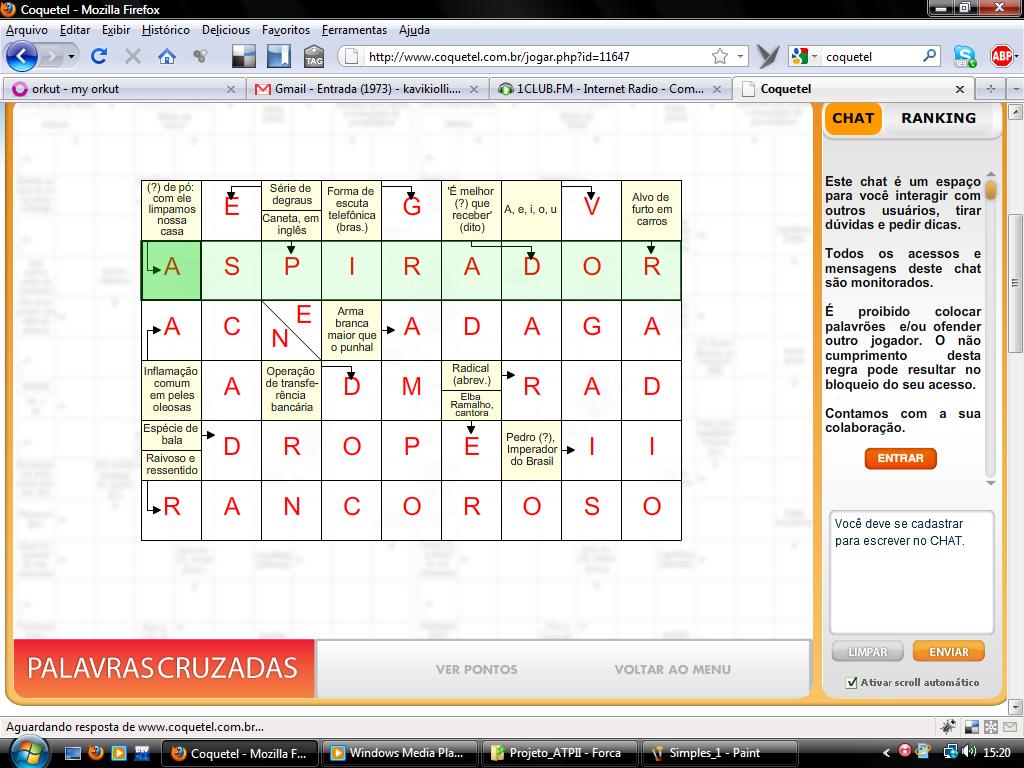 Coquetel - Mozilla Firefox
Arquivo Editar Exibir Histórico Delicious Favoritos Ferramentas Ajuda
TAG http://www.coquetel.com.br/jogar.php?id=11647 coquetel ABP
orkut - my orkut Gmail - Entrada (1973) - kavikiolli.... 1CLUB.FM - Internet Radio - Com... Coquetel
CHAT RANKING
(?) de pó:
com ele
limpamos
nossa
casa
E
Série de
degraus
Caneta, em
inglês
Forma de
escuta
telefônica
(bras.)
G
'É melhor
(?) que
receber'
(dito)
A, e, i, o, u
V
Alvo de
furto em
carros
A S P I R A D O R
A C N E
Arma
branca
maior que
o punhal
A D A G A
Inflamação
comum
em peles
oleosas
A
Operação
de transfe-
rência
bancária
D M
Radical
(abrev.)
Elba
Ramalho,
cantora
R A D
Espécie de
bala
Raivoso e
ressentido
D R O P E
Pedro (?),
Imperador
do Brasil
I I
R A N C O R O S O
Este chat é um espaço
para você interagir com
outros usuários, tirar
dúvidas e pedir dicas.
Todos os acessos e
mensagens deste chat
são monitorados.
É proibido colocar
palavrões e/ou ofender
outro jogador. O não
cumprimento desta
regra pode resultar no
bloqueio do seu acesso.
Contamos com a sua
colaboração.
ENTRAR
Você deve se cadastrar
para escrever no CHAT.
LIMPAR ENVIAR
Ativar scroll automático
PALAVRAS CRUZADAS VER PONTOS VOLTAR AO MENU
Aguardando resposta de www.coquetel.com.br...
Coquetel - Mozilla F... Windows Media Pla... Projeto_ATPII - Forca Simples_1 - Paint 15:20